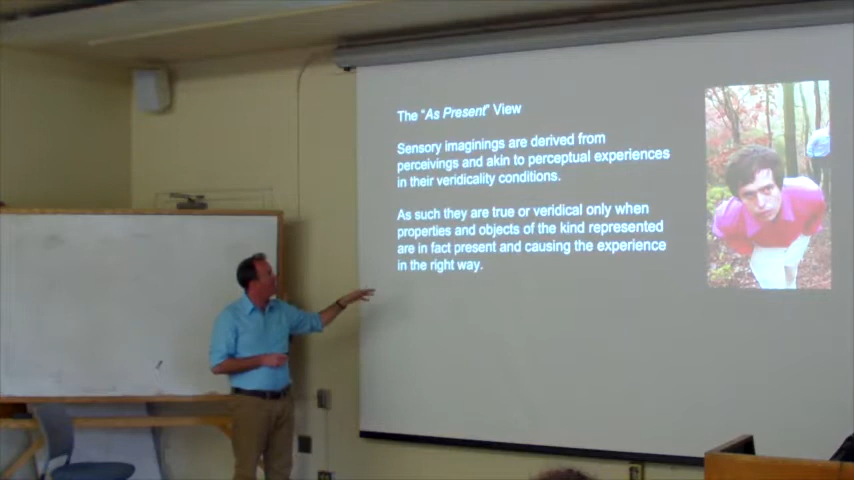 The "As Present" View
Sensory imaginings are derived from
perceivings and akin to perceptual experiences
in their veridicality conditions.
As such they are true or veridical only when
properties and objects of the kind represented
are in fact present and causing the experience
in the right way.